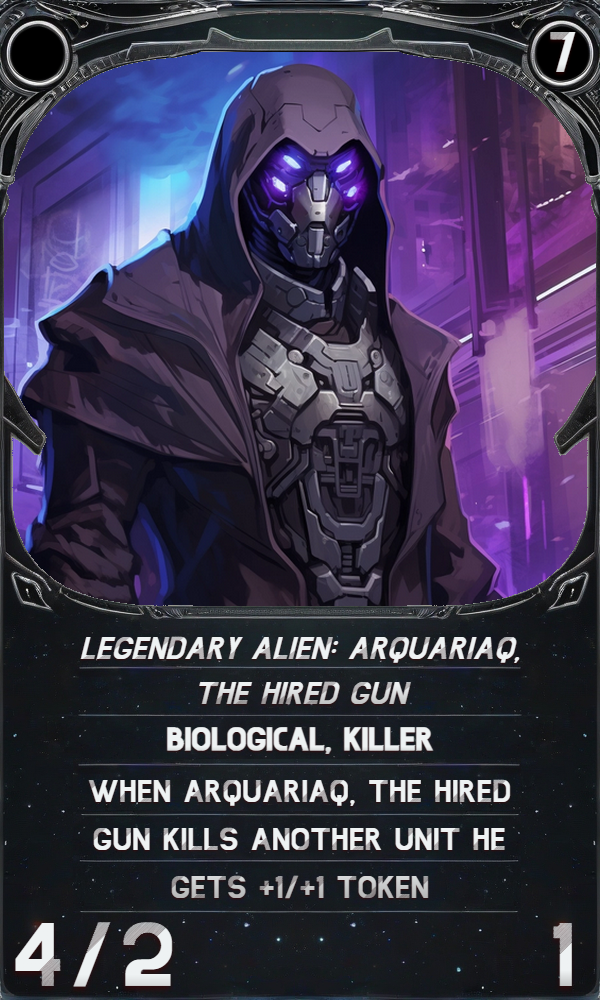 7
LEGENDARY ALIEN: ARQUARIAQ,
THE HIRED GUN
BIOLOGICAL, KILLER
WHEN ARQUARIAQ, THE HIRED
GUN KILLS ANOTHER UNIT HE
GETS +1/+1 TOKEN
4/2
1